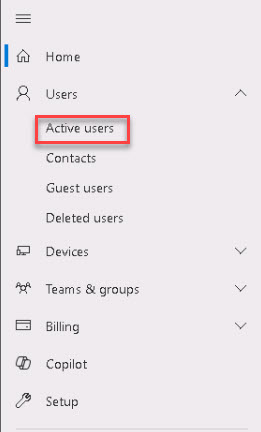 Home
Users
Active users
Contacts
Guest users
Deleted users
Devices
Teams & groups
Billing
Copilot
Setup